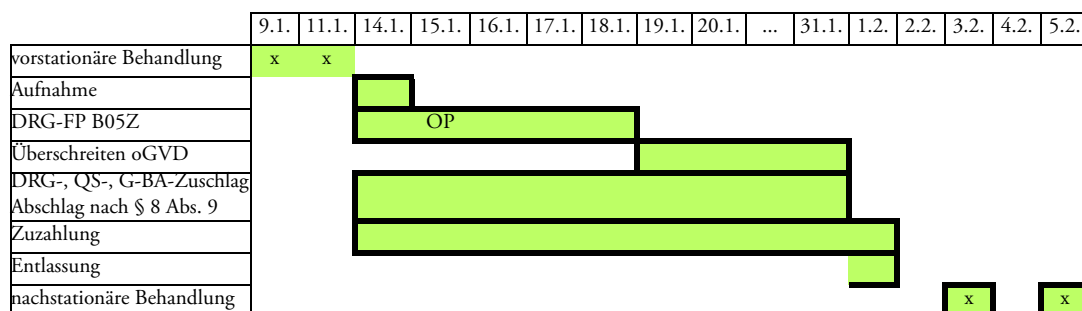 9.1. 11.1. 14.1. 15.1. 16.1. 17.1. 18.1. 19.1. 20.1. ... 31.1. 1.2. 2.2. 3.2. 4.2. 5.2.
vorstationäre Behandlung x x
Aufnahme
DRG-FP B05Z OP
Überschreiten oGVD
DRG-, QS-, G-BA-Zuschlag
Abschlag nach § 8 Abs. 9
Zuzahlung
Entlassung
nachstationäre Behandlung x x